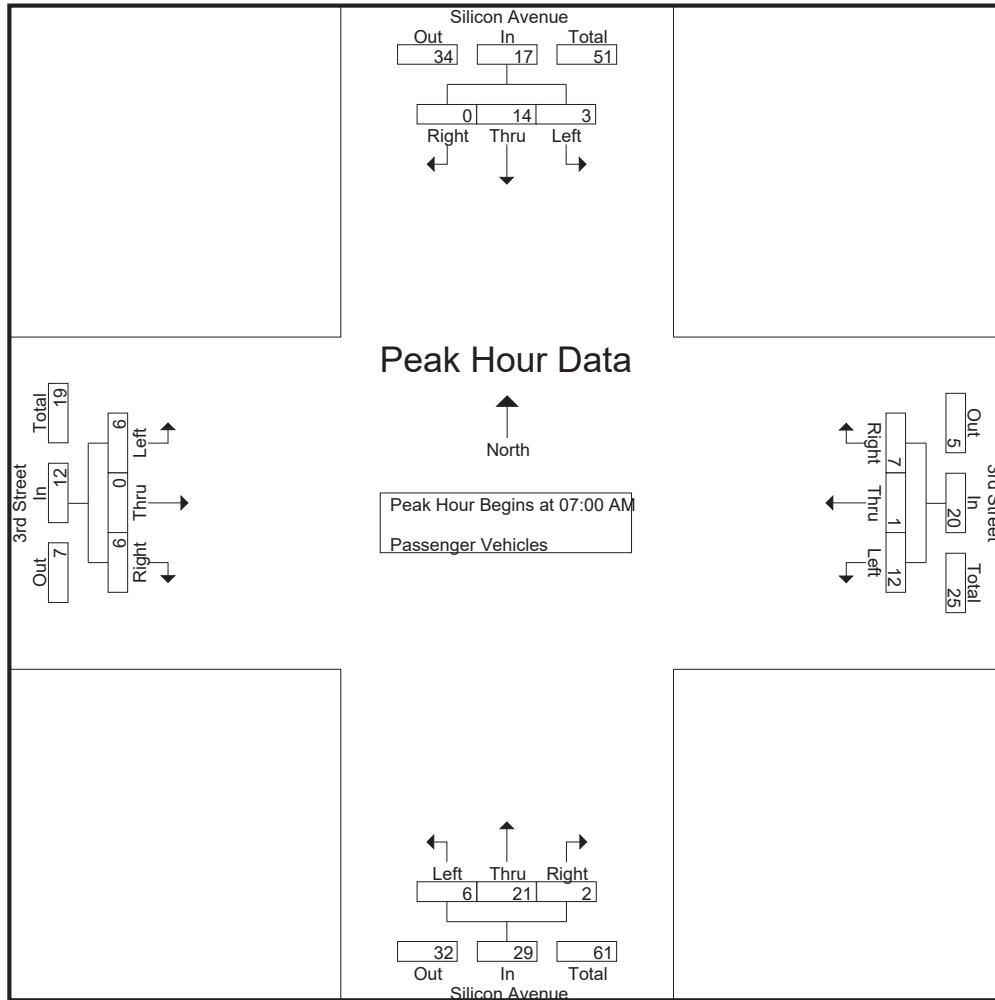 Silicon Avenue
Out In Total
34 17 51
0 14 3
Right Thru Left
Peak Hour Data
North
Peak Hour Begins at 07:00 AM
Passenger Vehicles
3rd Street
Total In Out
19 12 7
6 0 6
Left Thru Right
Right Thru Left
7 1 12
Out In Total
5 20 25
3rd Street
Left Thru Right
6 21 2
32 29 61
Out In Total
Silicon Avenue